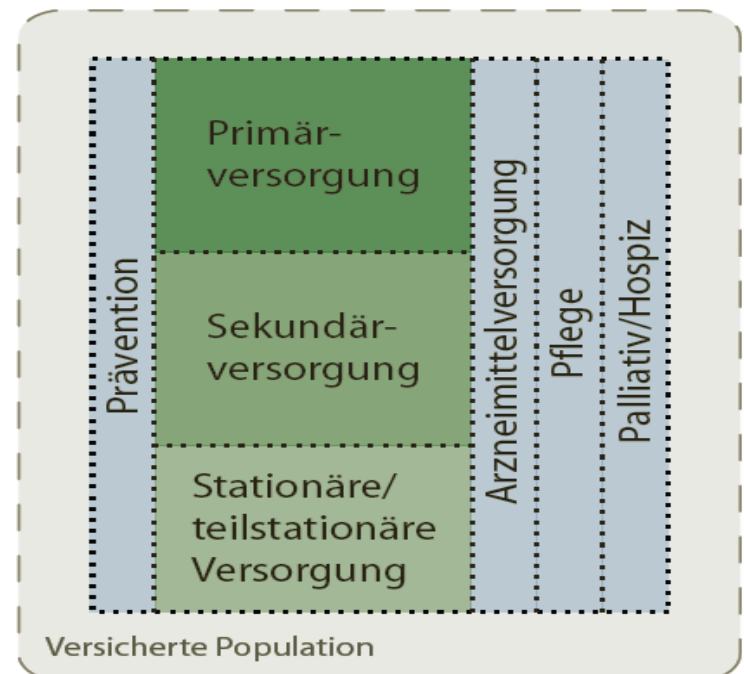 Prävention
Primär-
versorgung
Sekundär-
versorgung
Stationäre/
teilstationäre
Versorgung
Arzneimittelversorgung
Pflege
Palliativ/Hospiz
Versicherte Population